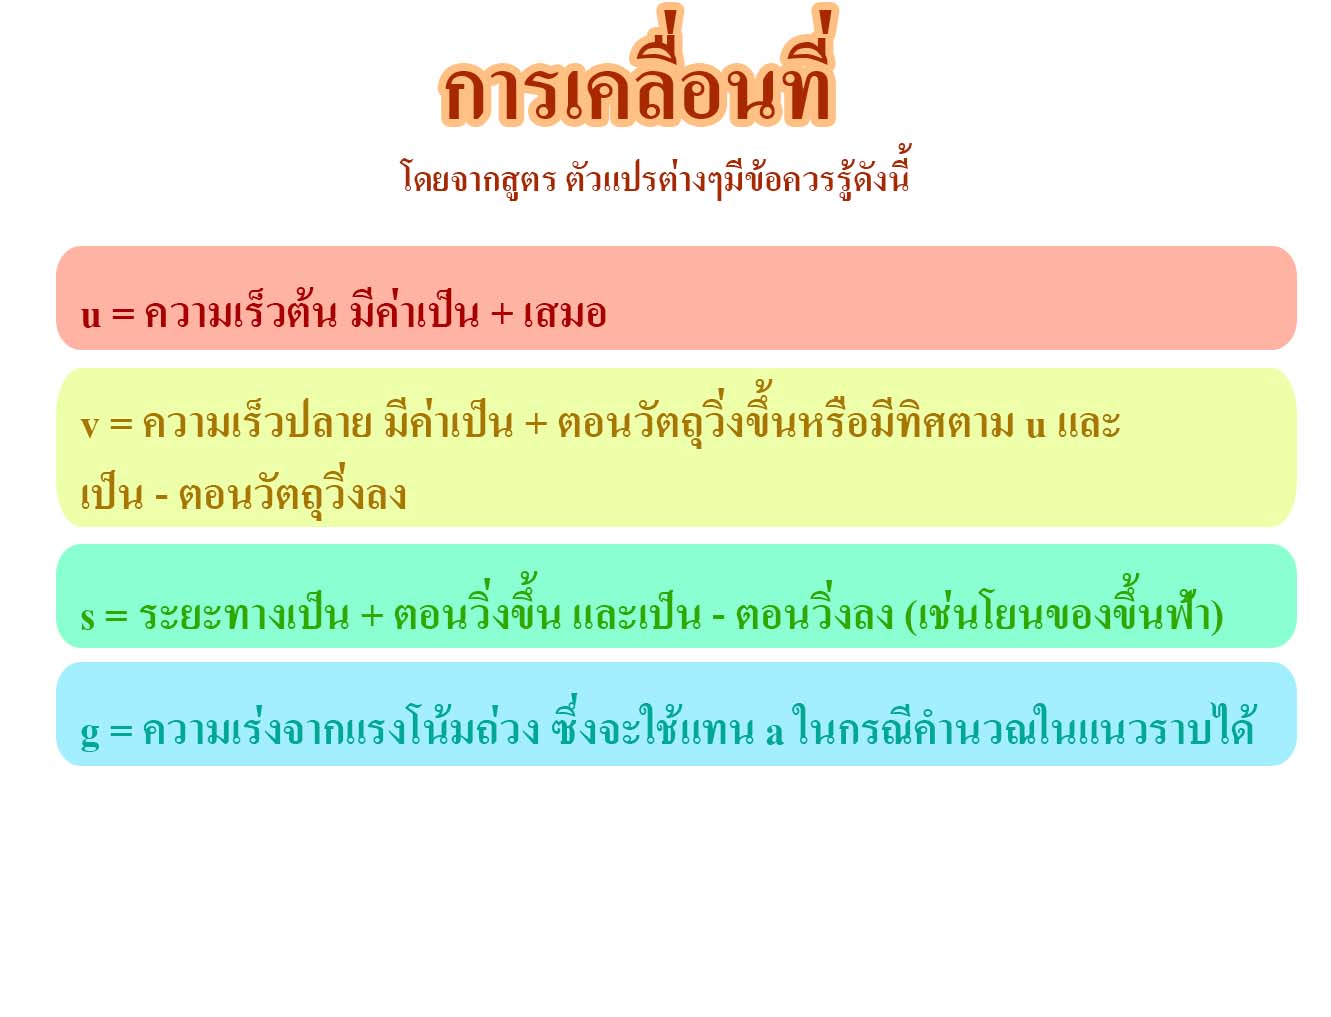 การเคลื่อนที่
โดยจากสูตร ตัวแปรต่างๆมีข้อควรรู้ดังนี้
u = ความเร็วต้น มีค่าเป็น + เสมอ
v = ความเร็วปลาย มีค่าเป็น + ตอนวัตถุวิ่งขึ้นหรือมีทิศตาม u และ
เป็น - ตอนวัตถุวิ่งลง
s = ระยะทางเป็น + ตอนวิ่งขึ้น และเป็น - ตอนวิ่งลง (เช่นโยนของขึ้นฟ้า)
g = ความเร่งจากแรงโน้มถ่วง ซึ่งจะใช้แทน a ในกรณีคำนวณในแนวราบได้